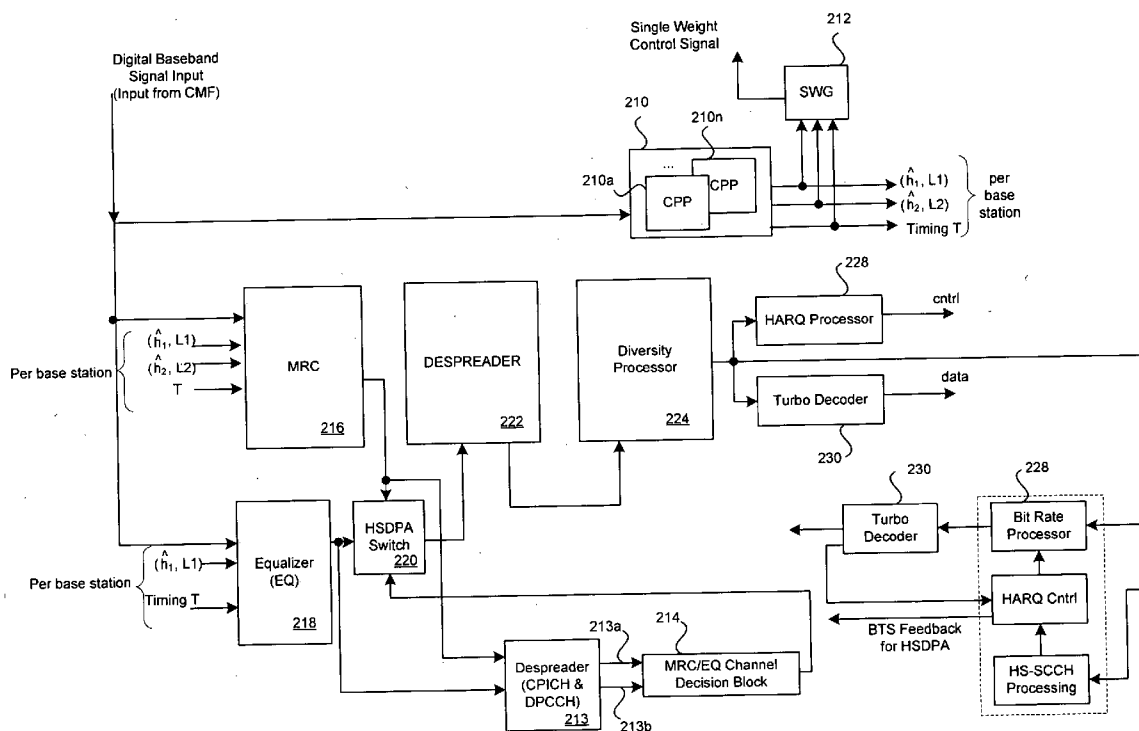 Digital Baseband
Signal Input
(Input from CMF)
Single Weight
Control Signal
212
SWG
210
210n
210a
...
CPP
CPP
(ĥ1, L1)
(ĥ2, L2)
Timing T
per
base
station
Per base station
(ĥ1, L1)
(ĥ2, L2)
T
MRC
216
DESPREADER
222
Diversity
Processor
224
228
HARQ Processor
cntrl
Turbo Decoder
data
230
Per base station
(ĥ1, L1)
Timing T
Equalizer
(EQ)
218
HSDPA
Switch
220
Despreader
(CPICH &
DPCCH)
213
213a
213b
214
MRC/EQ Channel
Decision Block
230
Turbo
Decoder
228
Bit Rate
Processor
HARQ Cntrl
BTS Feedback
for HSDPA
HS-SCCH
Processing